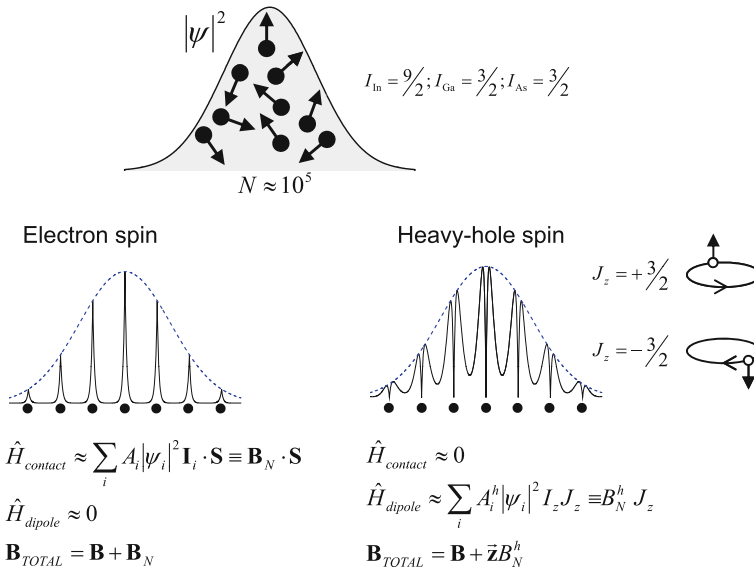 |ψ|²
I_In = 9/2; I_Ga = 3/2; I_As = 3/2
N ≈ 10⁵
Electron spin
Ĥ_contact ≈ ∑_i A_i|ψ_i|² I_i · S ≡ B_N · S
Ĥ_dipole ≈ 0
B_TOTAL = B + B_N
Heavy-hole spin
J_z = +3/2
J_z = −3/2
Ĥ_contact ≈ 0
Ĥ_dipole ≈ ∑_i A_i^h|ψ_i|² I_z J_z ≡ B_N^h J_z
B_TOTAL = B + z⃗B_N^h